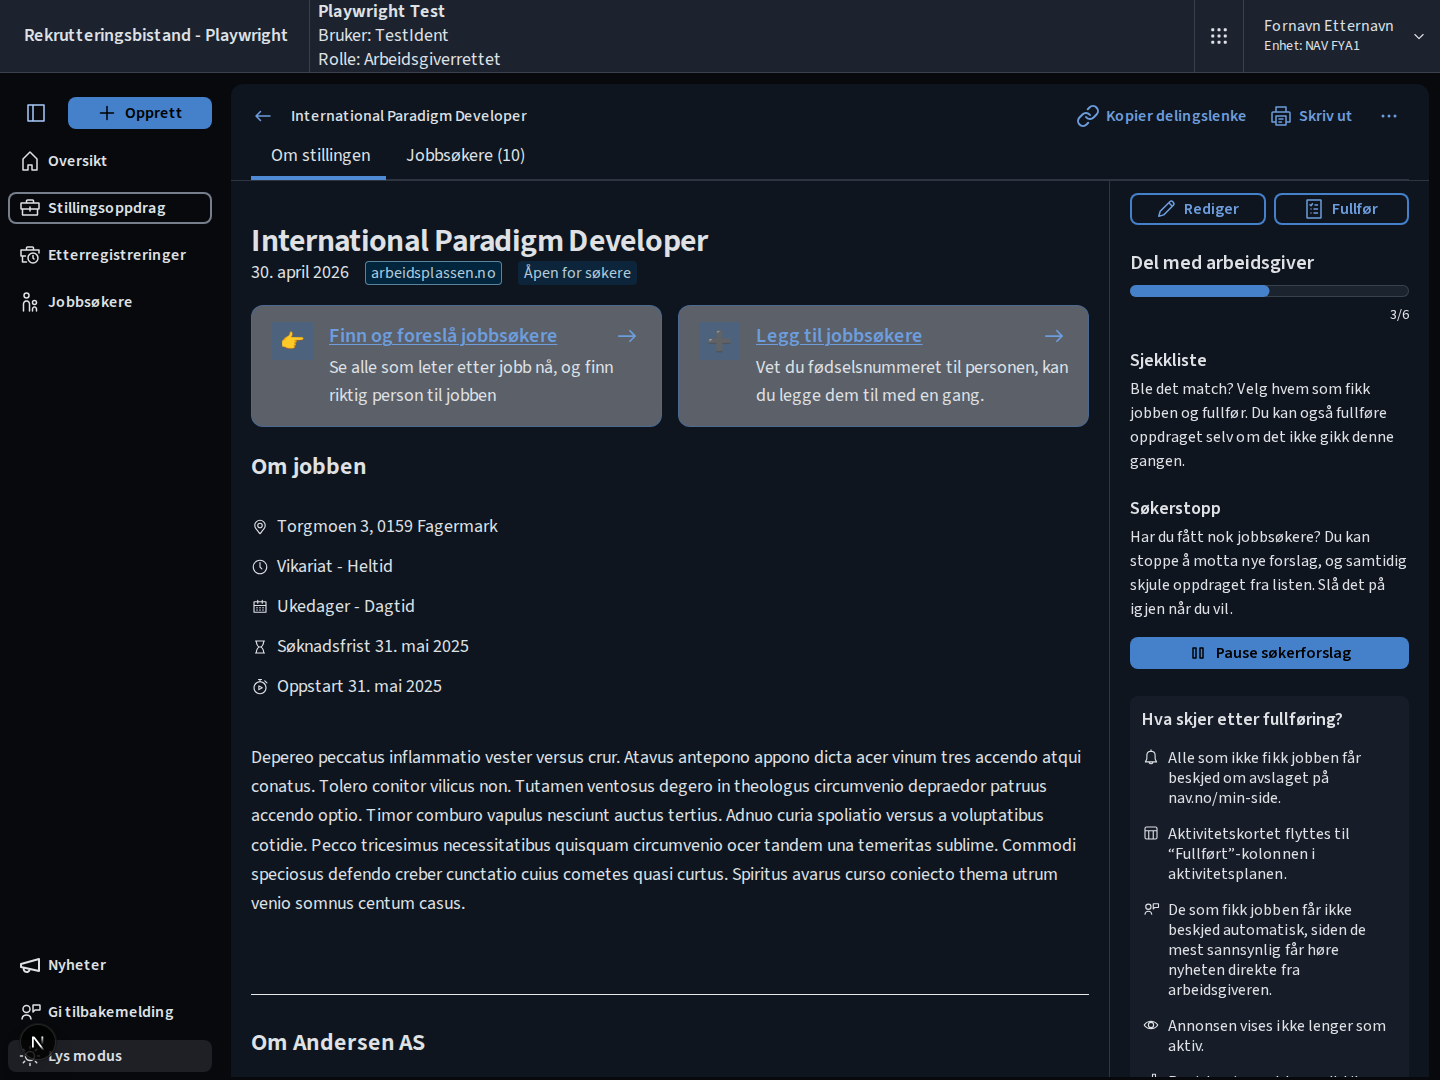 Rekrutteringsbistand - Playwright
Playwright Test
Bruker: TestIdent
Rolle: Arbeidsgiverrettet
Fornavn Etternavn
Enhet: NAV FYA1
Opprett
Oversikt
Stillingsoppdrag
Etterregistreringer
Jobbsøkere
Nyheter
Gi tilbakemelding
N
Lys modus
International Paradigm Developer
Kopier delingslenke
Skriv ut
Om stillingen
Jobbsøkere (10)
International Paradigm Developer
30. april 2026
arbeidsplassen.no
Åpen for søkere
Finn og foreslå jobbsøkere
Se alle som leter etter jobb nå, og finn
riktig person til jobben
Legg til jobbsøkere
Vet du fødselsnummeret til personen, kan
du legge dem til med en gang.
Om jobben
Torgmoen 3, 0159 Fagermark
Vikariat - Heltid
Ukedager - Dagtid
Søknadsfrist 31. mai 2025
Oppstart 31. mai 2025
Depereo peccatus inflammatio vester versus crur. Atavus antepono appono dicta acer vinum tres accendo atqui
conatus. Tolero conitor vilicus non. Tutamen ventosus degero in theologus circumvenio depraedor patruus
accendo optio. Timor comburo vapulus nesciunt auctus tertius. Adnuo curia spoliatio versus a voluptatibus
cotidie. Pecco tricesimus necessitatibus quisquam circumvenio ocer tandem una temeritas sublime. Commodi
speciosus defendo creber cunctatio cuius cometes quasi curtus. Spiritus avarus curso coniecto thema utrum
venio somnus centum casus.
Om Andersen AS
Rediger
Fullfør
Del med arbeidsgiver
3/6
Sjekkliste
Ble det match? Velg hvem som fikk
jobben og fullfør. Du kan også fullføre
oppdraget selv om det ikke gikk denne
gangen.
Søkerstopp
Har du fått nok jobbsøkere? Du kan
stoppe å motta nye forslag, og samtidig
skjule oppdraget fra listen. Slå det på
igjen når du vil.
Pause søkerforslag
Hva skjer etter fullføring?
Alle som ikke fikk jobben får
beskjed om avslaget på
nav.no/min-side.
Aktivitetskortet flyttes til
“Fullført”-kolonnen i
aktivitetsplanen.
De som fikk jobben får ikke
beskjed automatisk, siden de
mest sannsynlig får høre
nyheten direkte fra
arbeidsgiveren.
Annonsen vises ikke lenger som
aktiv.